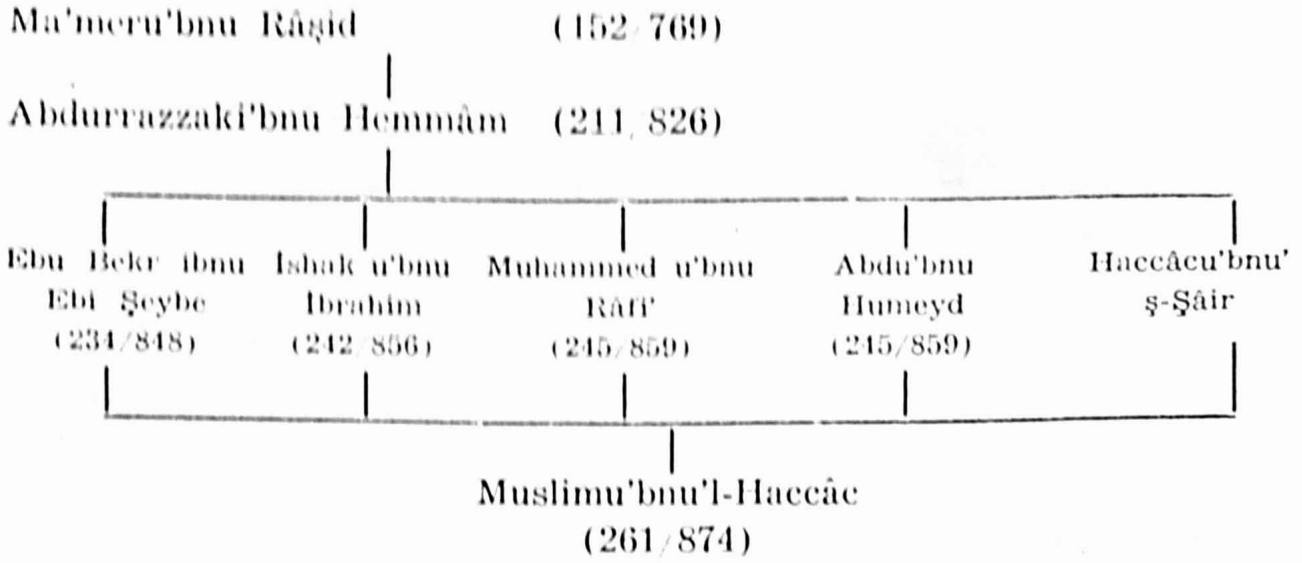 Ma'meru'bnu Râşid (152/769)
Abdurrazzaki'bnu Hemmâm (211/826)
Ebu Bekr ibnu Ebi Şeybe (234/848)
İshak u'bnu İbrahim (242/856)
Muhammed u'bnu Râfi' (245/859)
Abdu'bnu Humeyd (245/859)
Haccâcu'bnu' ş-Şâir
Muslimu'bnu'l-Haccâc
(261/874)